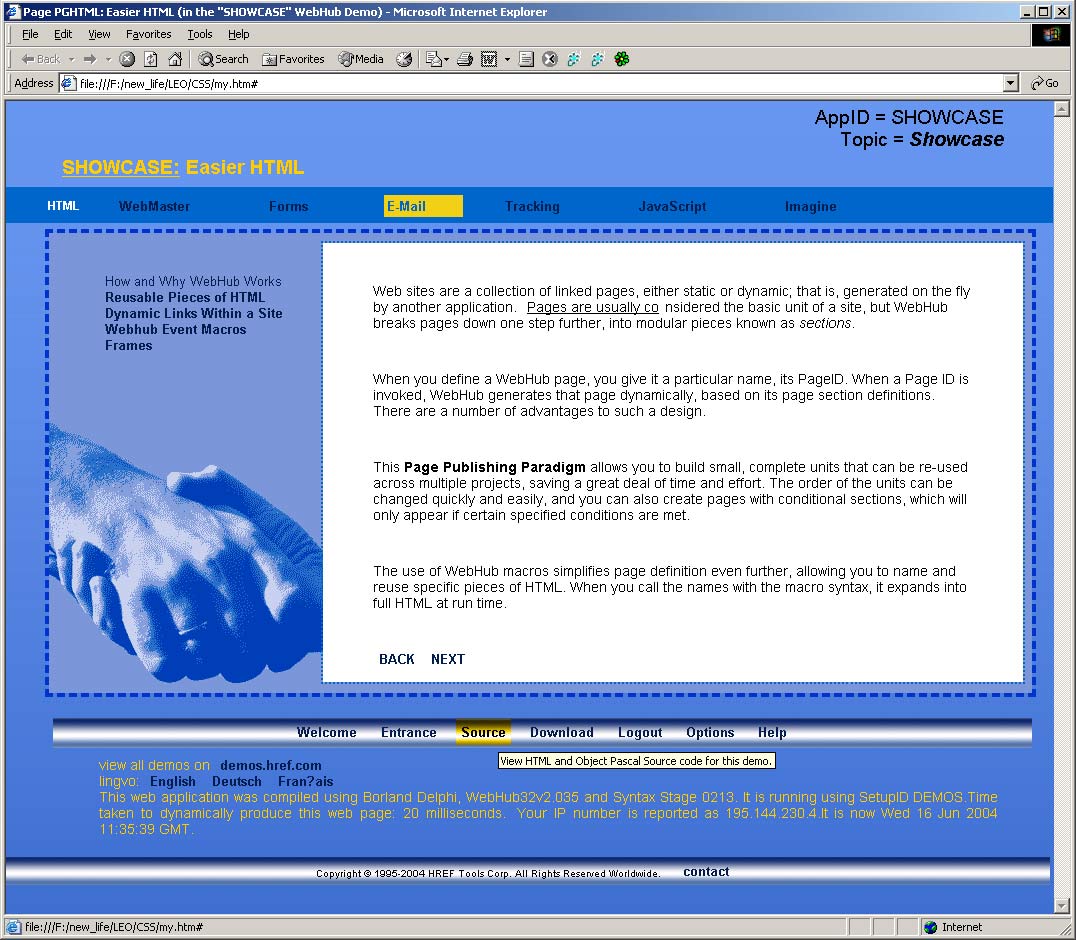 Page PGHTML: Easier HTML (in the "SHOWCASE" WebHub Demo) - Microsoft Internet Explorer
File Edit View Favorites Tools Help
Back Search Favorites Media
Address file:///F:/new_life/LEO/CSS/my.htm# Go
AppID = SHOWCASE
Topic = Showcase
SHOWCASE: Easier HTML
HTML WebMaster Forms E-Mail Tracking JavaScript Imagine
How and Why WebHub Works
Reusable Pieces of HTML
Dynamic Links Within a Site
Webhub Event Macros
Frames
Web sites are a collection of linked pages, either static or dynamic; that is, generated on the fly
by another application. Pages are usually co nsidered the basic unit of a site, but WebHub
breaks pages down one step further, into modular pieces known as sections.
When you define a WebHub page, you give it a particular name, its PageID. When a Page ID is
invoked, WebHub generates that page dynamically, based on its page section definitions.
There are a number of advantages to such a design.
This Page Publishing Paradigm allows you to build small, complete units that can be re-used
across multiple projects, saving a great deal of time and effort. The order of the units can be
changed quickly and easily, and you can also create pages with conditional sections, which will
only appear if certain specified conditions are met.
The use of WebHub macros simplifies page definition even further, allowing you to name and
reuse specific pieces of HTML. When you call the names with the macro syntax, it expands into
full HTML at run time.
BACK NEXT
Welcome Entrance Source Download Logout Options Help
View HTML and Object Pascal Source code for this demo.
view all demos on demos.href.com
lingvo: English Deutsch Fran?ais
This web application was compiled using Borland Delphi, WebHub32v2.035 and Syntax Stage 0213. It is running using SetupID DEMOS.Time
taken to dynamically produce this web page: 20 milliseconds. Your IP number is reported as 195.144.230.4.It is now Wed 16 Jun 2004
11:35:39 GMT.
Copyright © 1995-2004 HREF Tools Corp. All Rights Reserved Worldwide. contact
file:///F:/new_life/LEO/CSS/my.htm# Internet